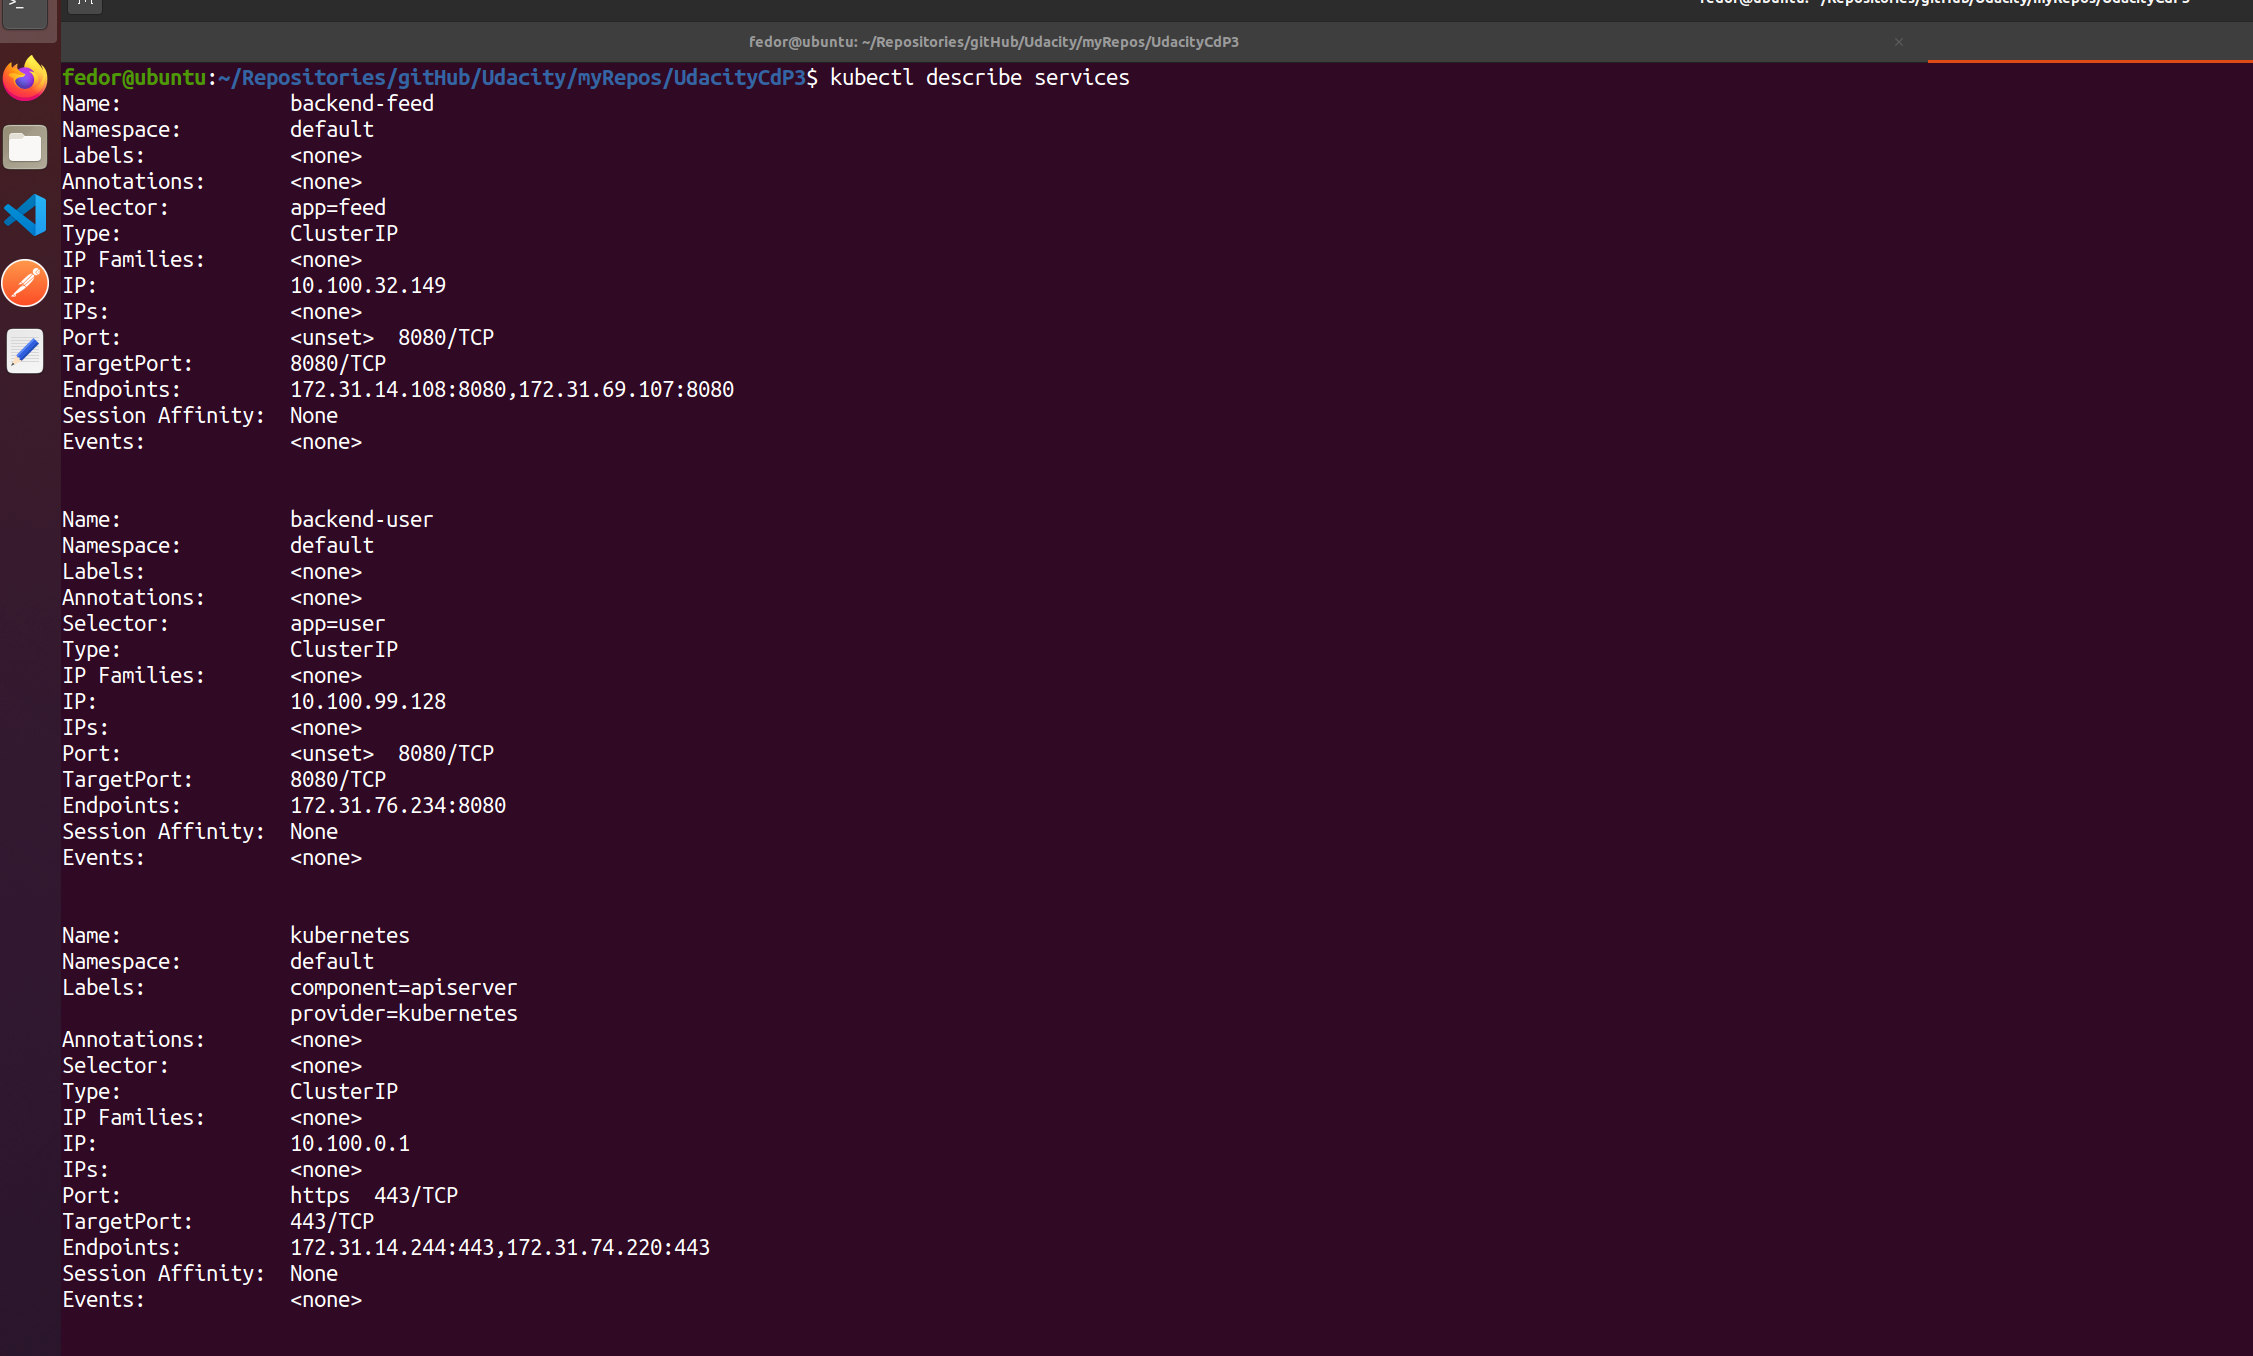 fedor@ubuntu: ~/Repositories/gitHub/Udacity/myRepos/UdacityCdP3
fedor@ubuntu: ~/Repositories/gitHub/Udacity/myRepos/UdacityCdP3 ×
fedor@ubuntu:~/Repositories/gitHub/Udacity/myRepos/UdacityCdP3$ kubectl describe services
Name: backend-feed
Namespace: default
Labels: <none>
Annotations: <none>
Selector: app=feed
Type: ClusterIP
IP Families: <none>
IP: 10.100.32.149
IPs: <none>
Port: <unset> 8080/TCP
TargetPort: 8080/TCP
Endpoints: 172.31.14.108:8080,172.31.69.107:8080
Session Affinity: None
Events: <none>
Name: backend-user
Namespace: default
Labels: <none>
Annotations: <none>
Selector: app=user
Type: ClusterIP
IP Families: <none>
IP: 10.100.99.128
IPs: <none>
Port: <unset> 8080/TCP
TargetPort: 8080/TCP
Endpoints: 172.31.76.234:8080
Session Affinity: None
Events: <none>
Name: kubernetes
Namespace: default
Labels: component=apiserver
provider=kubernetes
Annotations: <none>
Selector: <none>
Type: ClusterIP
IP Families: <none>
IP: 10.100.0.1
IPs: <none>
Port: https 443/TCP
TargetPort: 443/TCP
Endpoints: 172.31.14.244:443,172.31.74.220:443
Session Affinity: None
Events: <none>